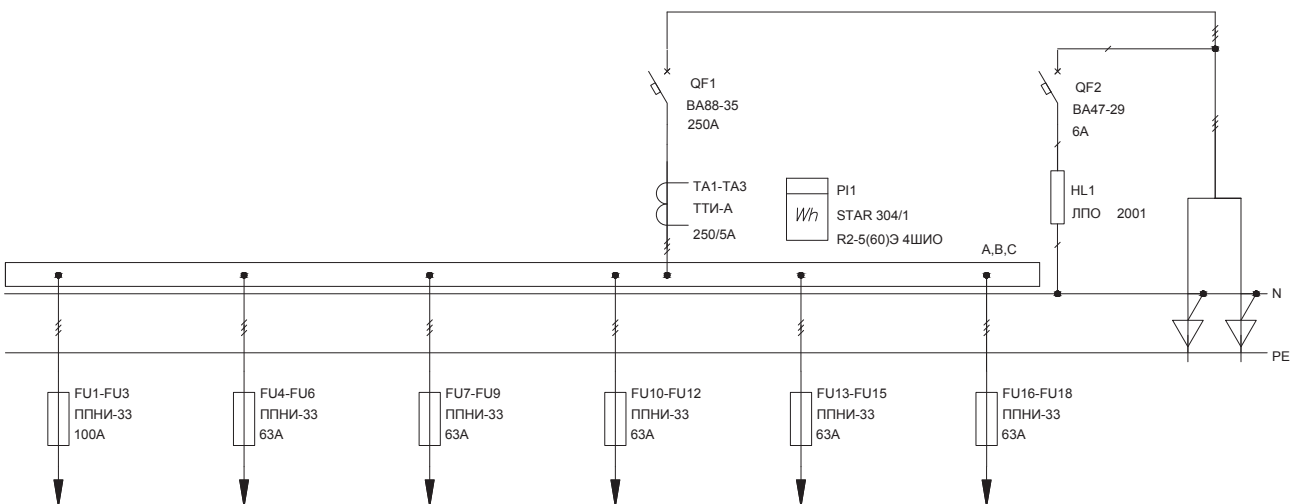 QF1
ВА88-35
250А
QF2
ВА47-29
6А
ТА1-ТА3
ТТИ-А
250/5А
Wh
PI1
STAR 304/1
R2-5(60)Э 4ШИО
HL1
ЛПО 2001
A,B,C
N
PE
FU1-FU3
ППНИ-33
100А
FU4-FU6
ППНИ-33
63А
FU7-FU9
ППНИ-33
63А
FU10-FU12
ППНИ-33
63А
FU13-FU15
ППНИ-33
63А
FU16-FU18
ППНИ-33
63А